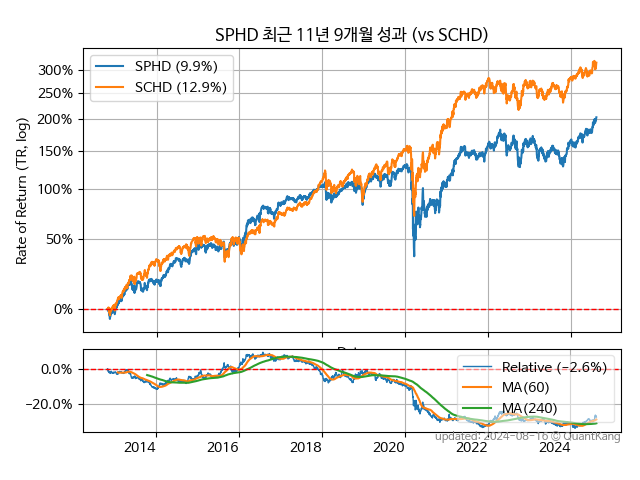 SPHD 최근 11년 9개월 성과 (vs SCHD)
SPHD (9.9%)
SCHD (12.9%)
Rate of Return (TR, log)
300%
250%
200%
150%
100%
50%
0%
Relative (−2.6%)
MA(60)
MA(240)
0.0%
−20.0%
2014 2016 2018 2020 2022 2024
updated: 2024-08-16 © QuantKang